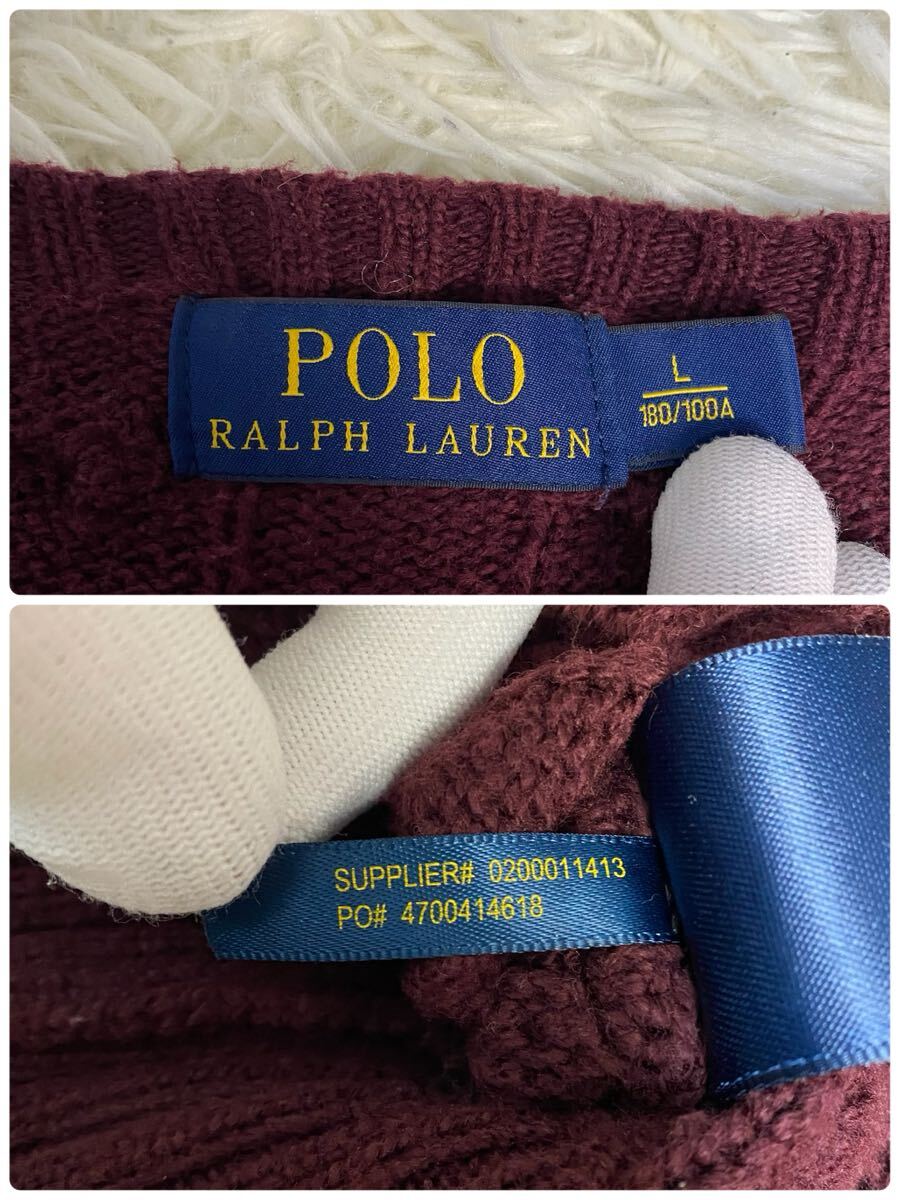 POLO
RALPH LAUREN
L
180/100A
SUPPLIER# 0200011413
PO# 4700414618